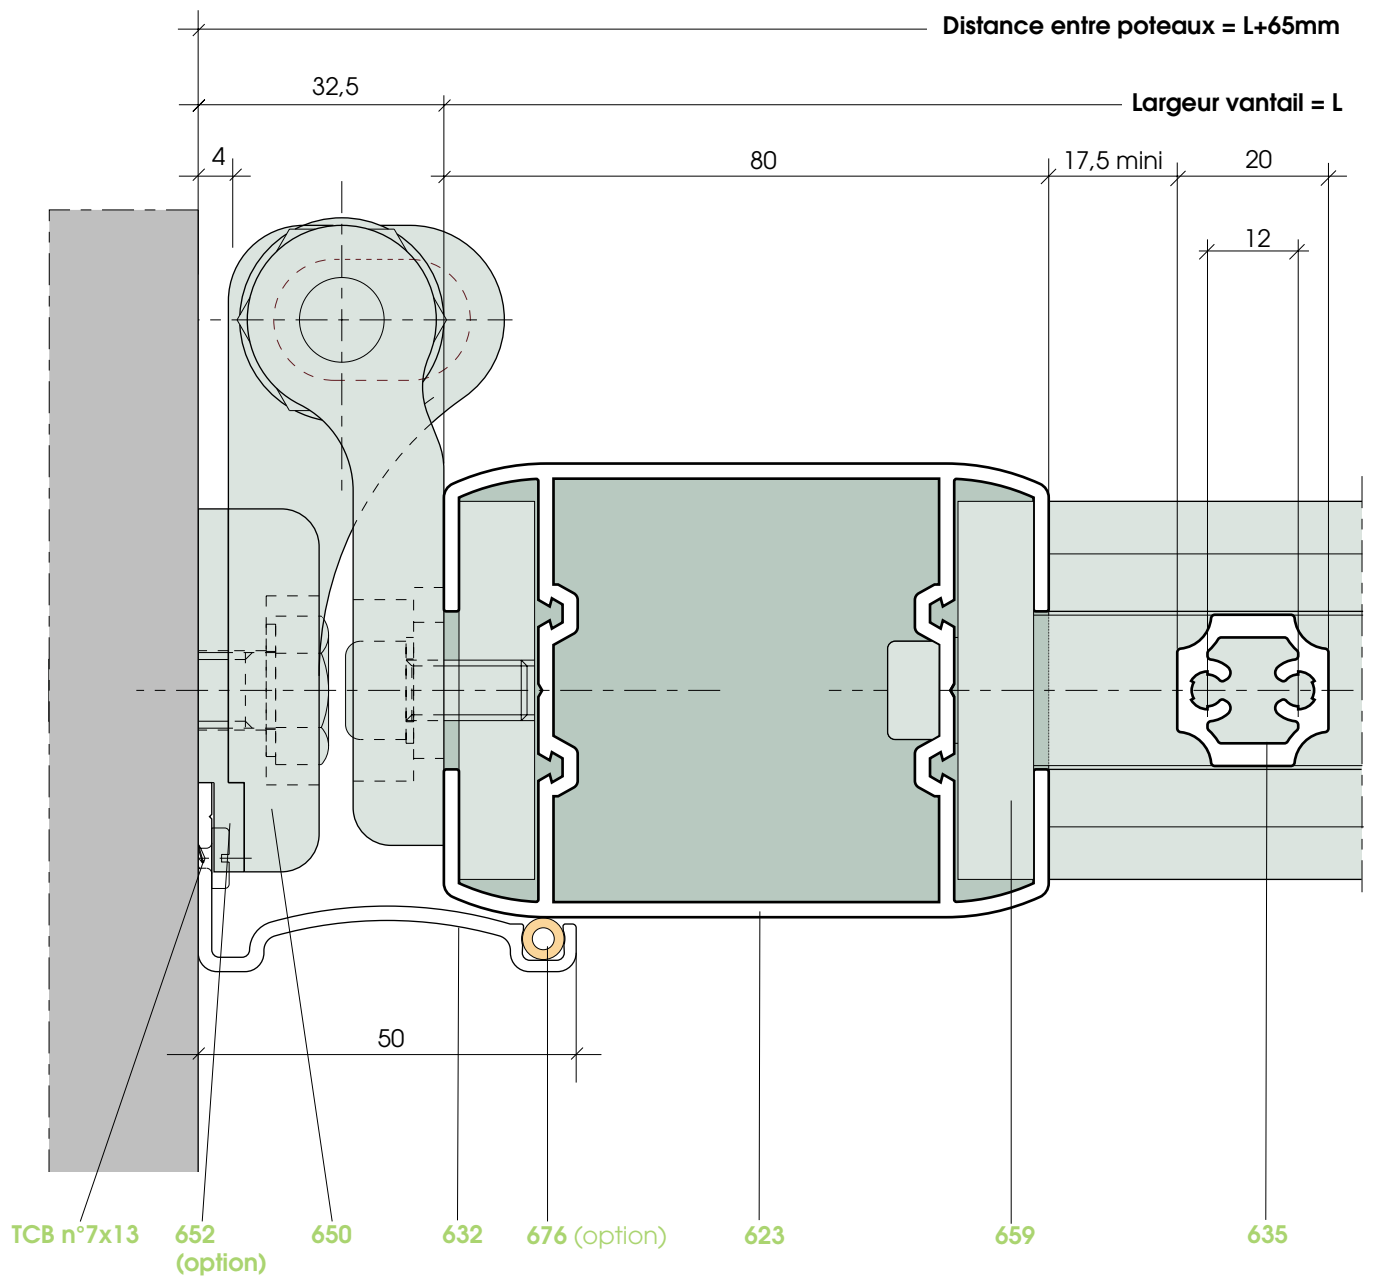 Distance entre poteaux = L+65mm
32,5
Largeur vantail = L
4
80
17,5 mini
20
12
50
TCB n°7x13
652
(option)
650
632
676 (option)
623
659
635